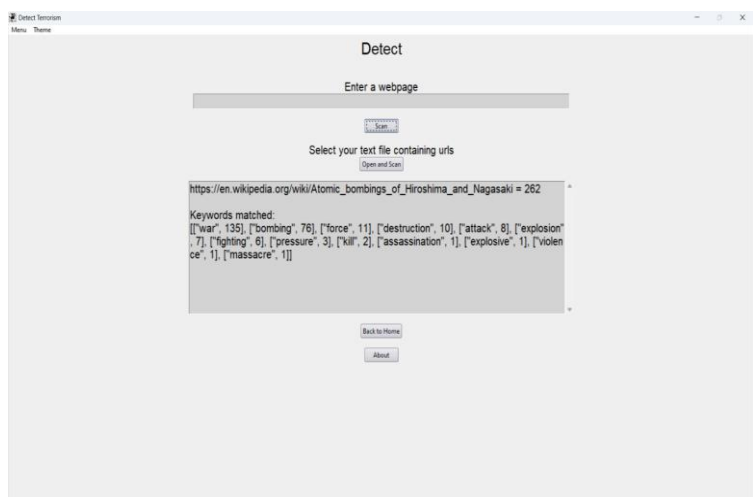 Detect Terrorism
Menu Theme
Detect
Enter a webpage
Scan
Select your text file containing urls
Open and Scan
https://en.wikipedia.org/wiki/Atomic_bombings_of_Hiroshima_and_Nagasaki = 262
Keywords matched:
[["war", 135], ["bombing", 76], ["force", 11], ["destruction", 10], ["attack", 8], ["explosion"
, 7], ["fighting", 6], ["pressure", 3], ["kill", 2], ["assassination", 1], ["explosive", 1], ["violen
ce", 1], ["massacre", 1]]
Back to Home
About